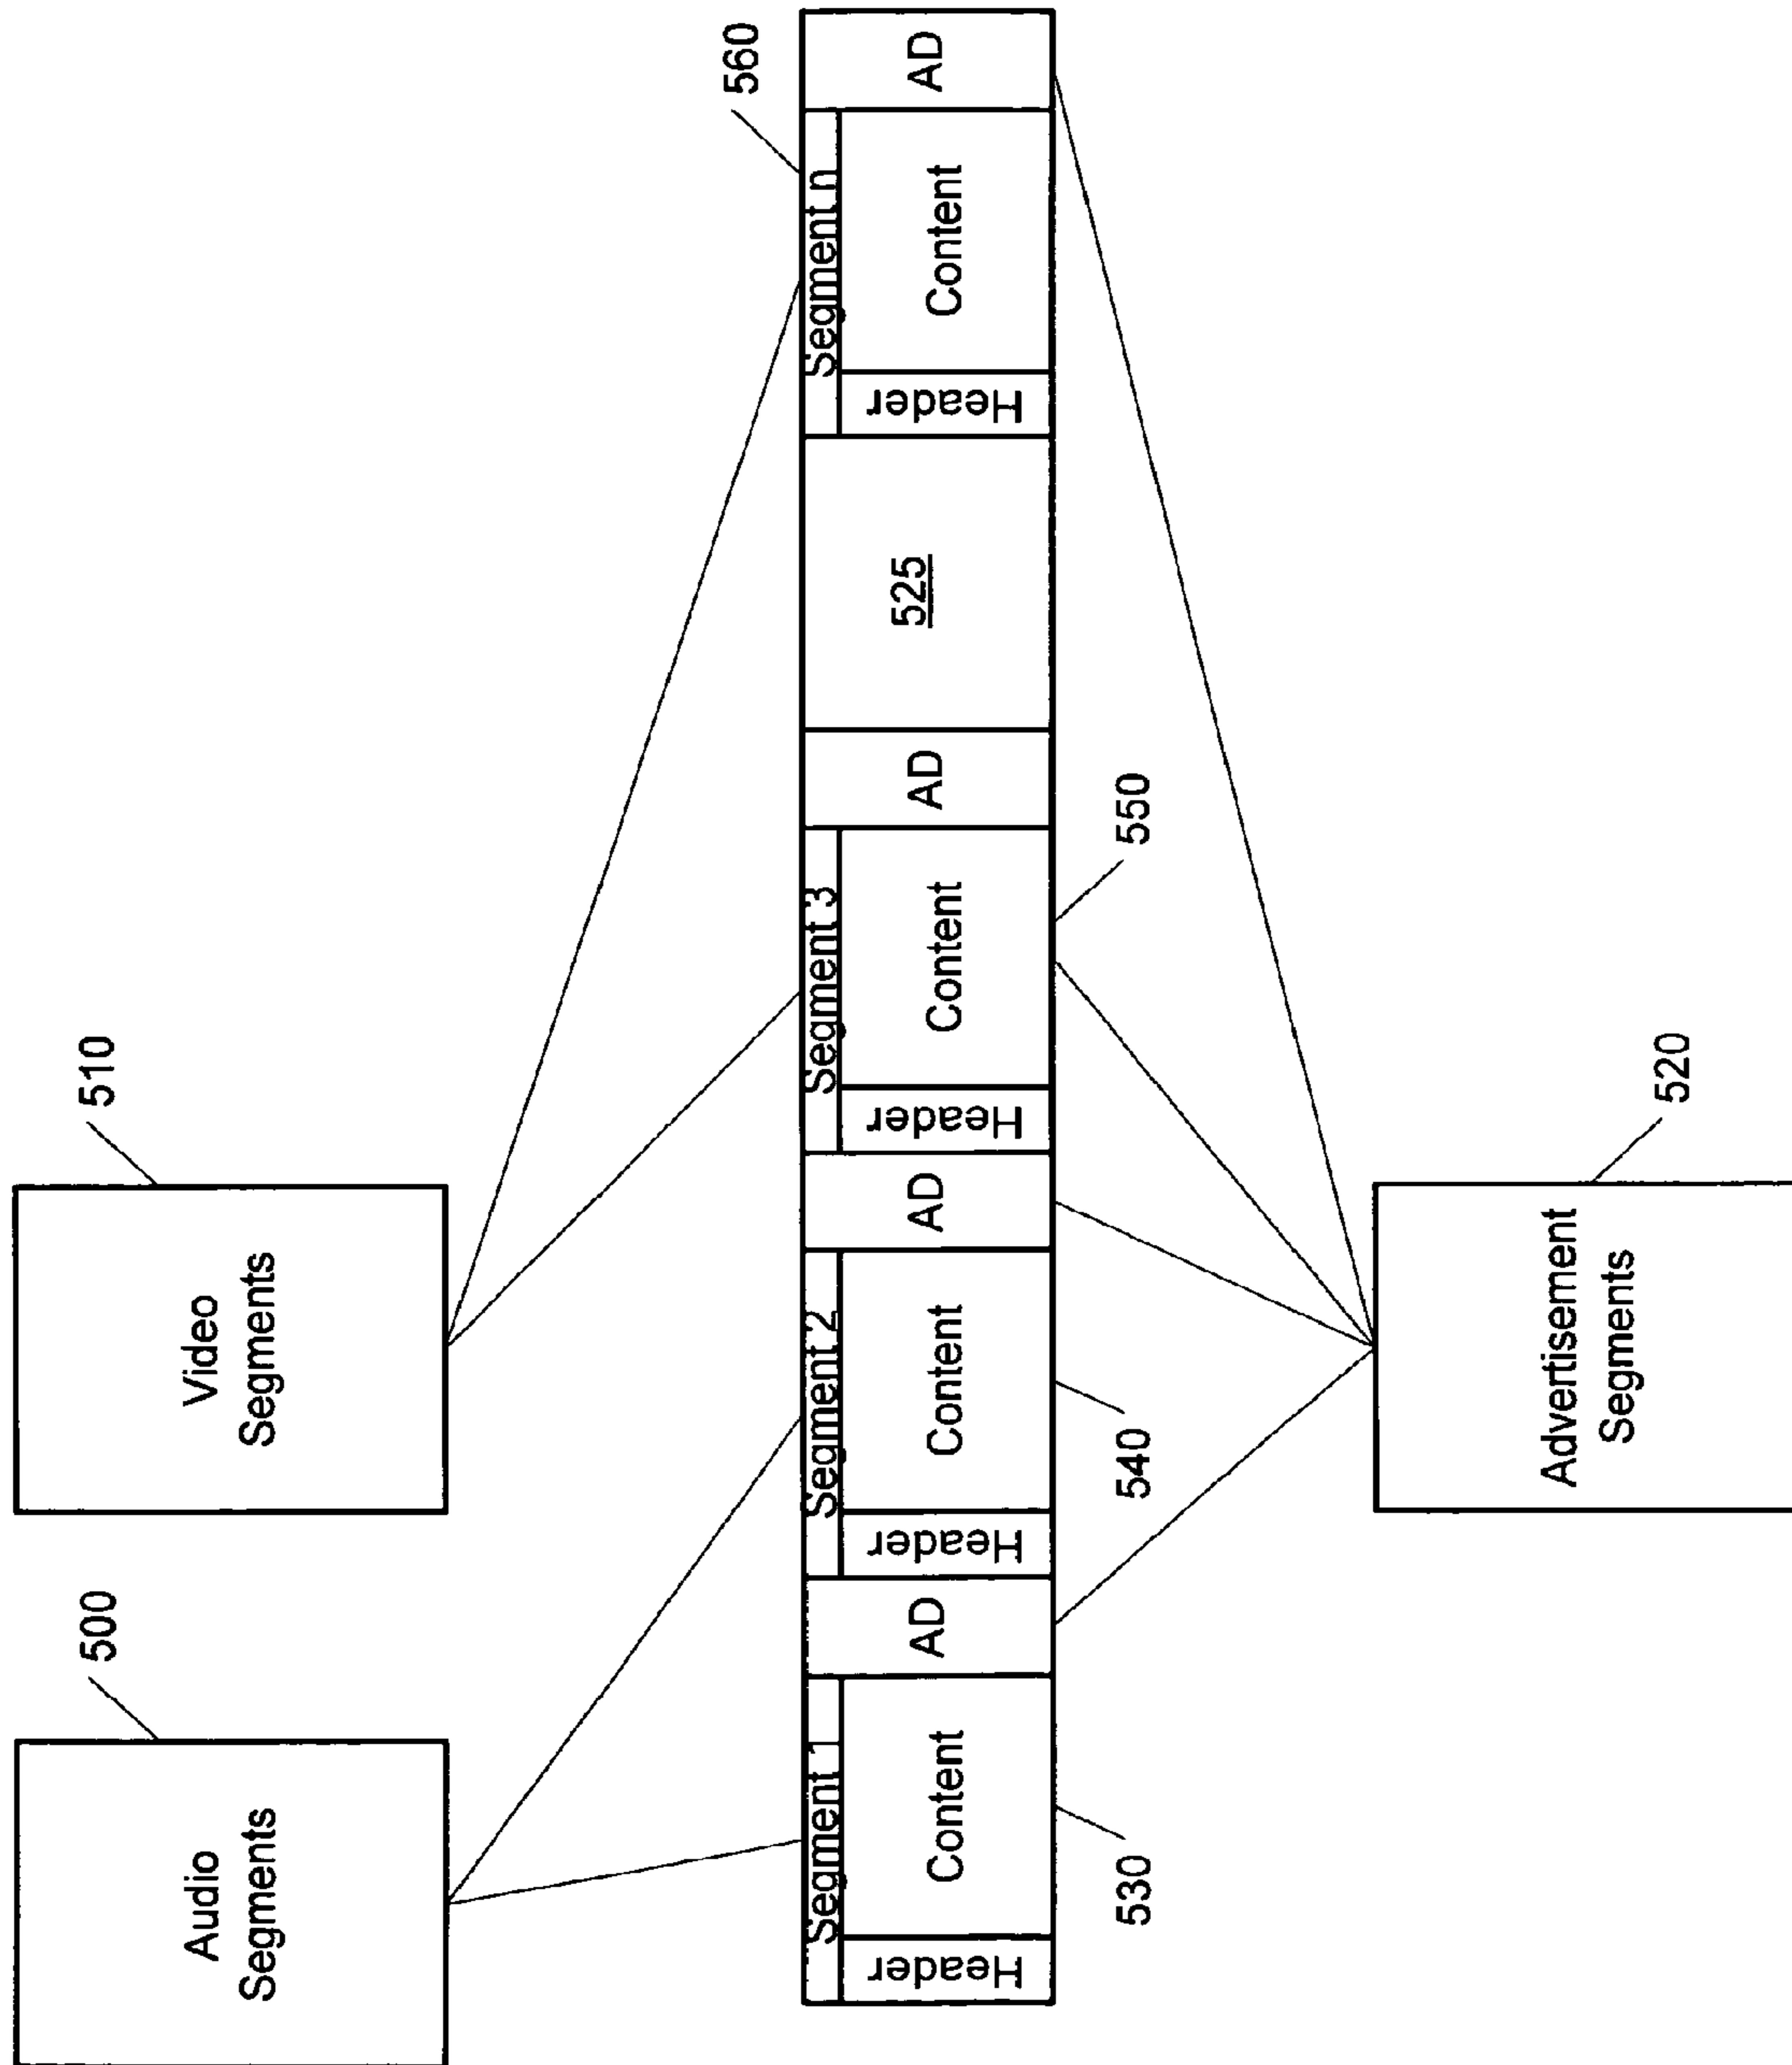 500
Audio
Segments
510
Video
Segments
560
Segment 1
Header
Content
AD
Segment 2
Header
Content
AD
Segment 3
Header
Content
AD
525
Segment n
Header
Content
AD
530
540
550
Advertisement
Segments
520